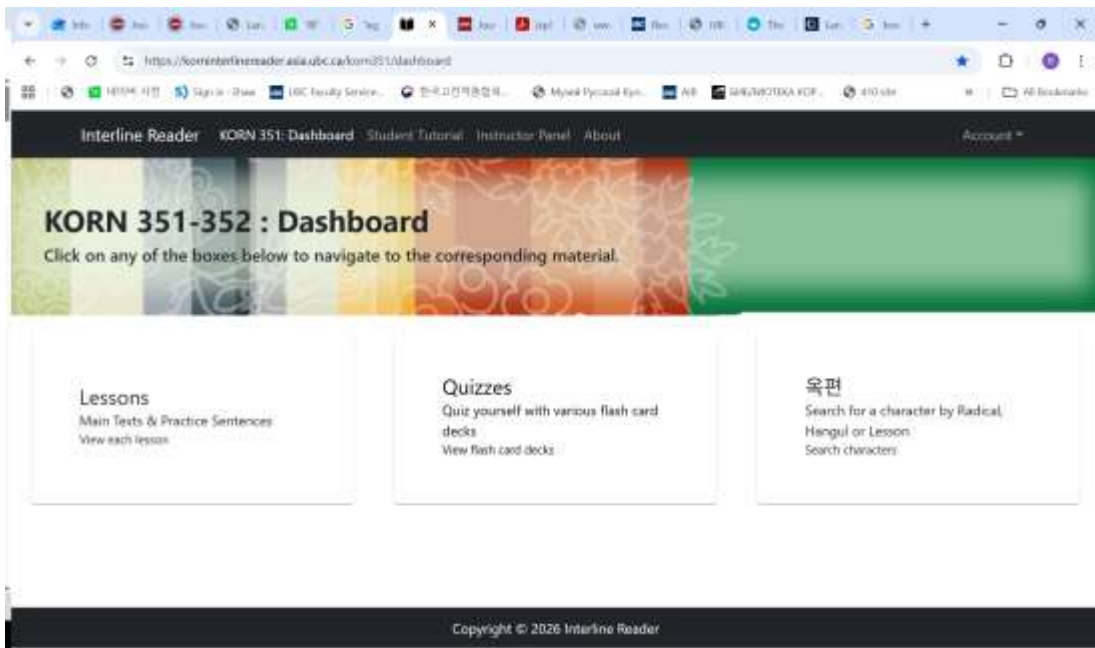 https://korninterlinereader.asia.ubc.ca/korn351/dashboard
All Bookmarks
Interline Reader KORN 351: Dashboard Student Tutorial Instructor Panel About Account
KORN 351-352 : Dashboard
Click on any of the boxes below to navigate to the corresponding material.
Lessons
Main Texts & Practice Sentences
View each lesson
Quizzes
Quiz yourself with various flash card
decks
View flash card decks
옥편
Search for a character by Radical,
Hangul or Lesson
Search characters
Copyright © 2026 Interline Reader